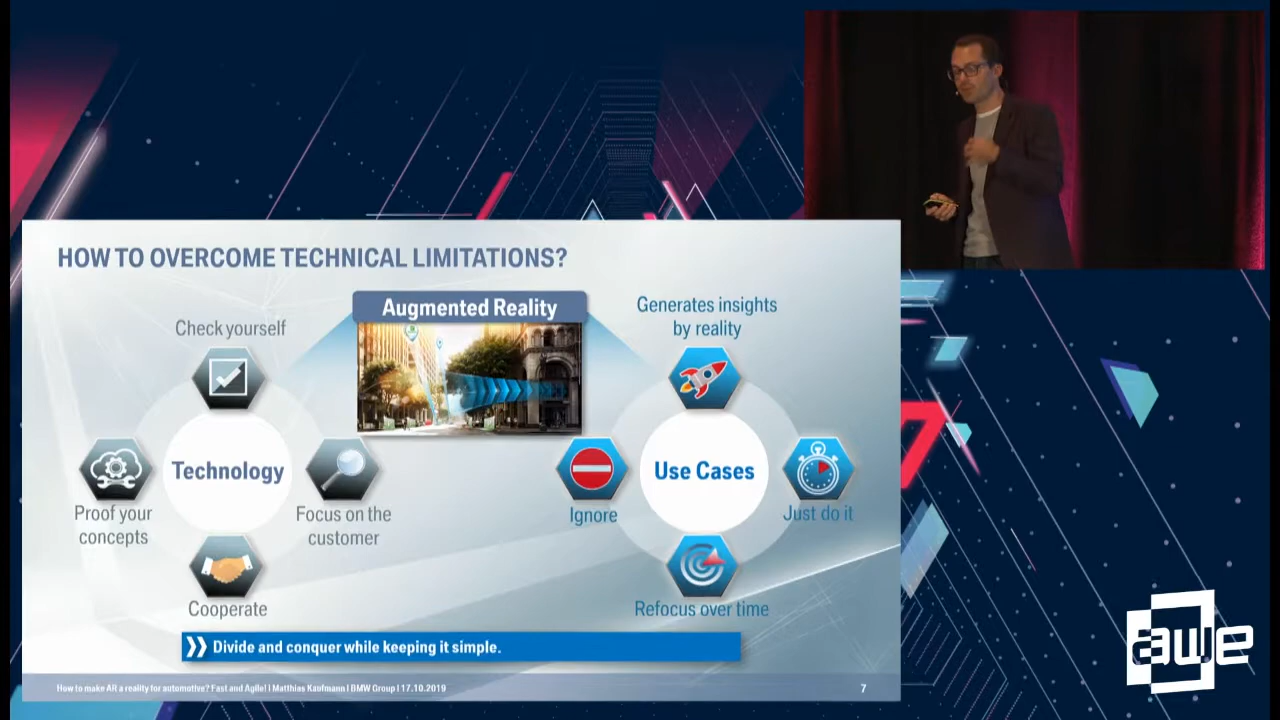 HOW TO OVERCOME TECHNICAL LIMITATIONS?
Augmented Reality
Check yourself
Technology
Proof your
concepts
Focus on the
customer
Cooperate
Generates insights
by reality
Use Cases
Ignore
Just do it
Refocus over time
Divide and conquer while keeping it simple.
How to make AR a reality for automotive? Fast and Agile! | Matthias Kaufmann | BMW Group | 17.10.2019
7
awe